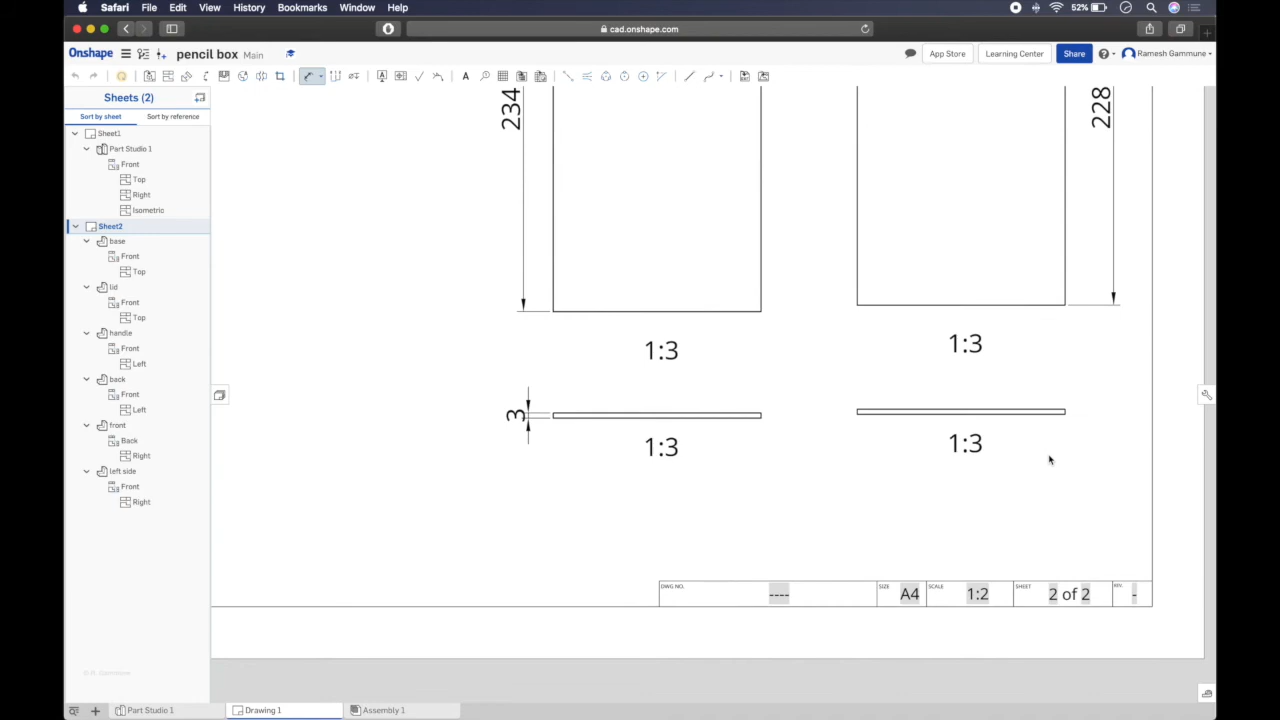 Safari File Edit View History Bookmarks Window Help 52%
cad.onshape.com
Onshape pencil box Main App Store Learning Center Share Ramesh Gammune
Sheets (2)
Sort by sheet Sort by reference
Sheet1
Part Studio 1
Front
Top
Right
Isometric
Sheet2
base
Front
Top
lid
Front
Top
handle
Front
Left
back
Front
Left
front
Back
Right
left side
Front
Right
© R. Gammune
234
228
1:3
1:3
3
1:3
1:3
DWG NO. ---- SIZE A4 SCALE 1:2 SHEET 2 of 2 REV. -
Part Studio 1 Drawing 1 Assembly 1